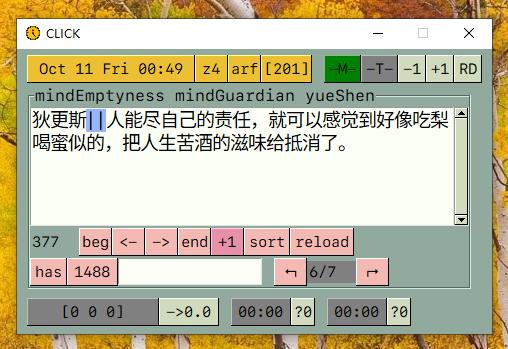 CLICK
Oct 11 Fri 00:49 z4 arf [201] -M- -T- -1 +1 RD
mindEmptyness mindGuardian yueShen
狄更斯||人能尽自己的责任，就可以感觉到好像吃梨
喝蜜似的，把人生苦酒的滋味给抵消了。
377 beg <- -> end +1 sort reload
has 1488 ↰ 6/7 ↱
[0 0 0] ->0.0 00:00 ?0 00:00 ?0